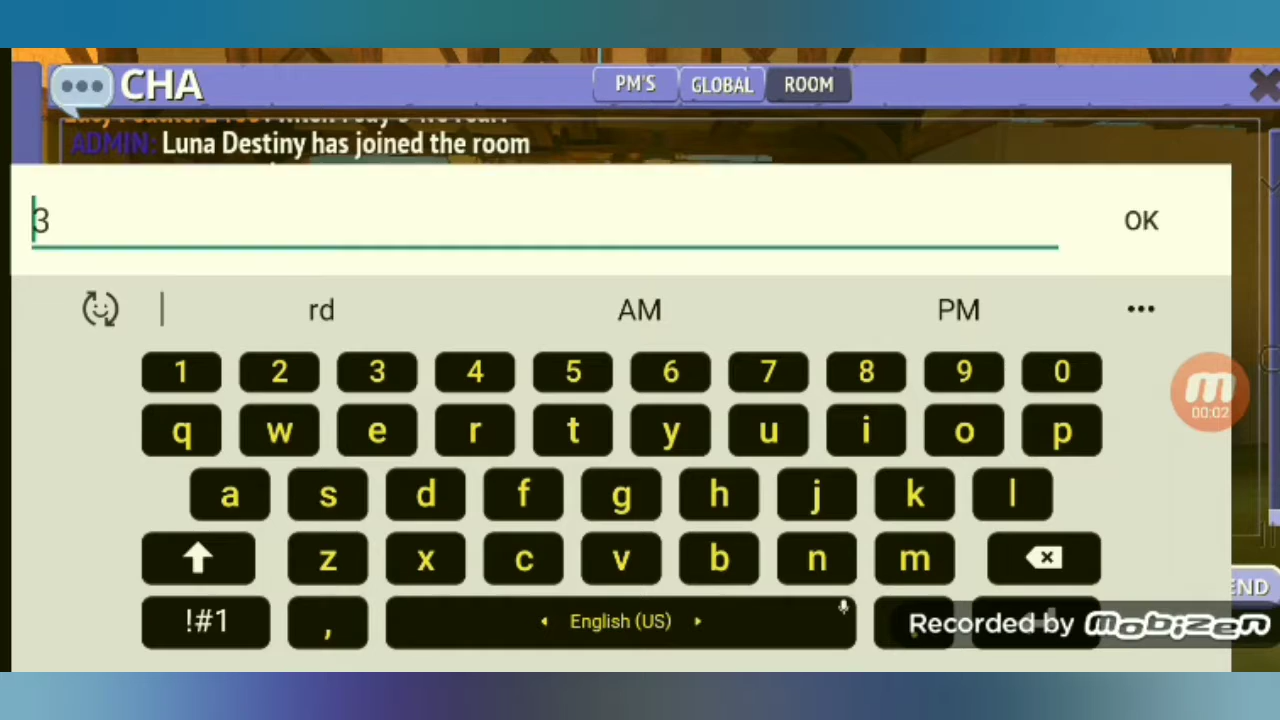 CHA
PM'S GLOBAL ROOM
ADMIN: Luna Destiny has joined the room
3
OK
rd AM PM
1 2 3 4 5 6 7 8 9 0
q w e r t y u i o p
a s d f g h j k l
z x c v b n m
!#1 , English (US)
END
00:02
Recorded by mobizen